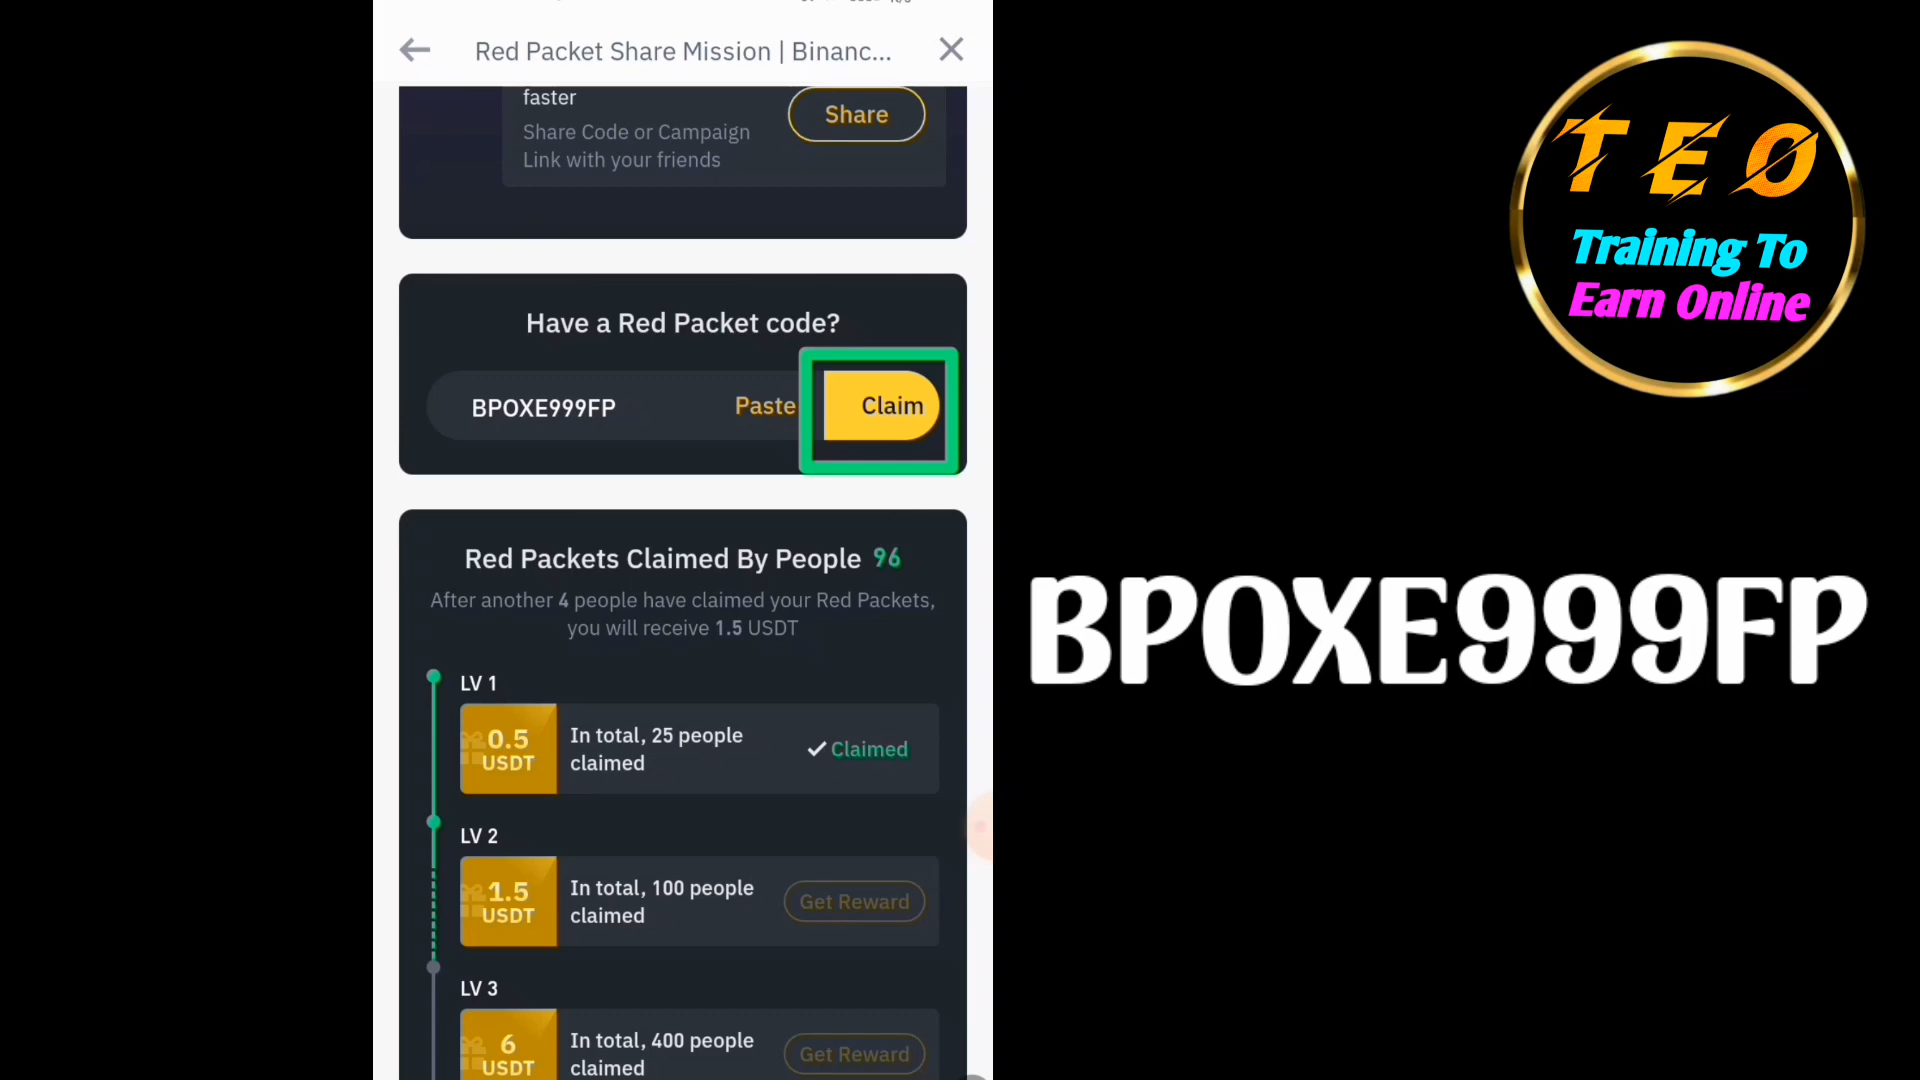 Red Packet Share Mission | Binanc...
faster
Share Code or Campaign
Link with your friends
Share
Have a Red Packet code?
BPOXE999FP
Paste
Claim
Red Packets Claimed By People 96
After another 4 people have claimed your Red Packets,
you will receive 1.5 USDT
LV 1
0.5
USDT
In total, 25 people
claimed
Claimed
LV 2
1.5
USDT
In total, 100 people
claimed
Get Reward
LV 3
6
USDT
In total, 400 people
claimed
Get Reward
TEO
Training To
Earn Online
BPOXE999FP